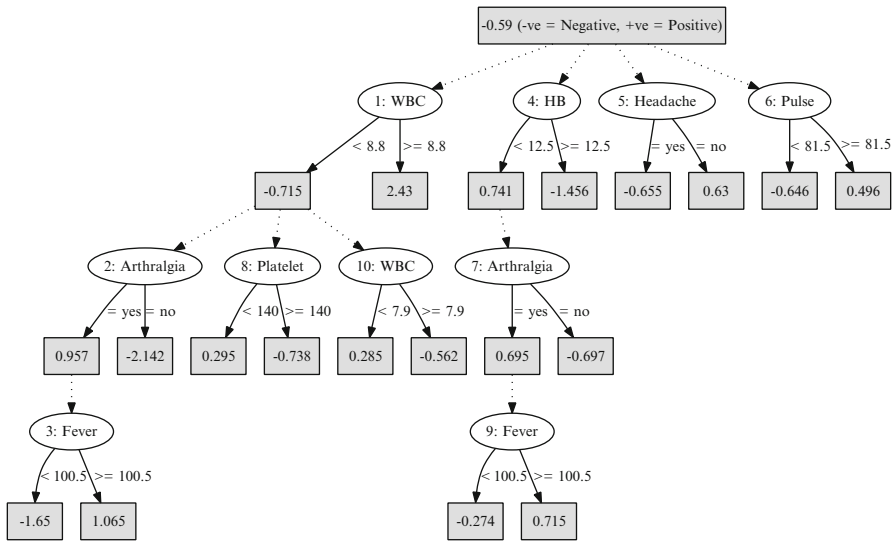 -0.59 (-ve = Negative, +ve = Positive)
1: WBC 4: HB 5: Headache 6: Pulse
< 8.8 >= 8.8 < 12.5 >= 12.5 = yes = no < 81.5 >= 81.5
-0.715 2.43 0.741 -1.456 -0.655 0.63 -0.646 0.496
2: Arthralgia 8: Platelet 10: WBC 7: Arthralgia
= yes = no < 140 >= 140 < 7.9 >= 7.9 = yes = no
0.957 -2.142 0.295 -0.738 0.285 -0.562 0.695 -0.697
3: Fever 9: Fever
< 100.5 >= 100.5 < 100.5 >= 100.5
-1.65 1.065 -0.274 0.715